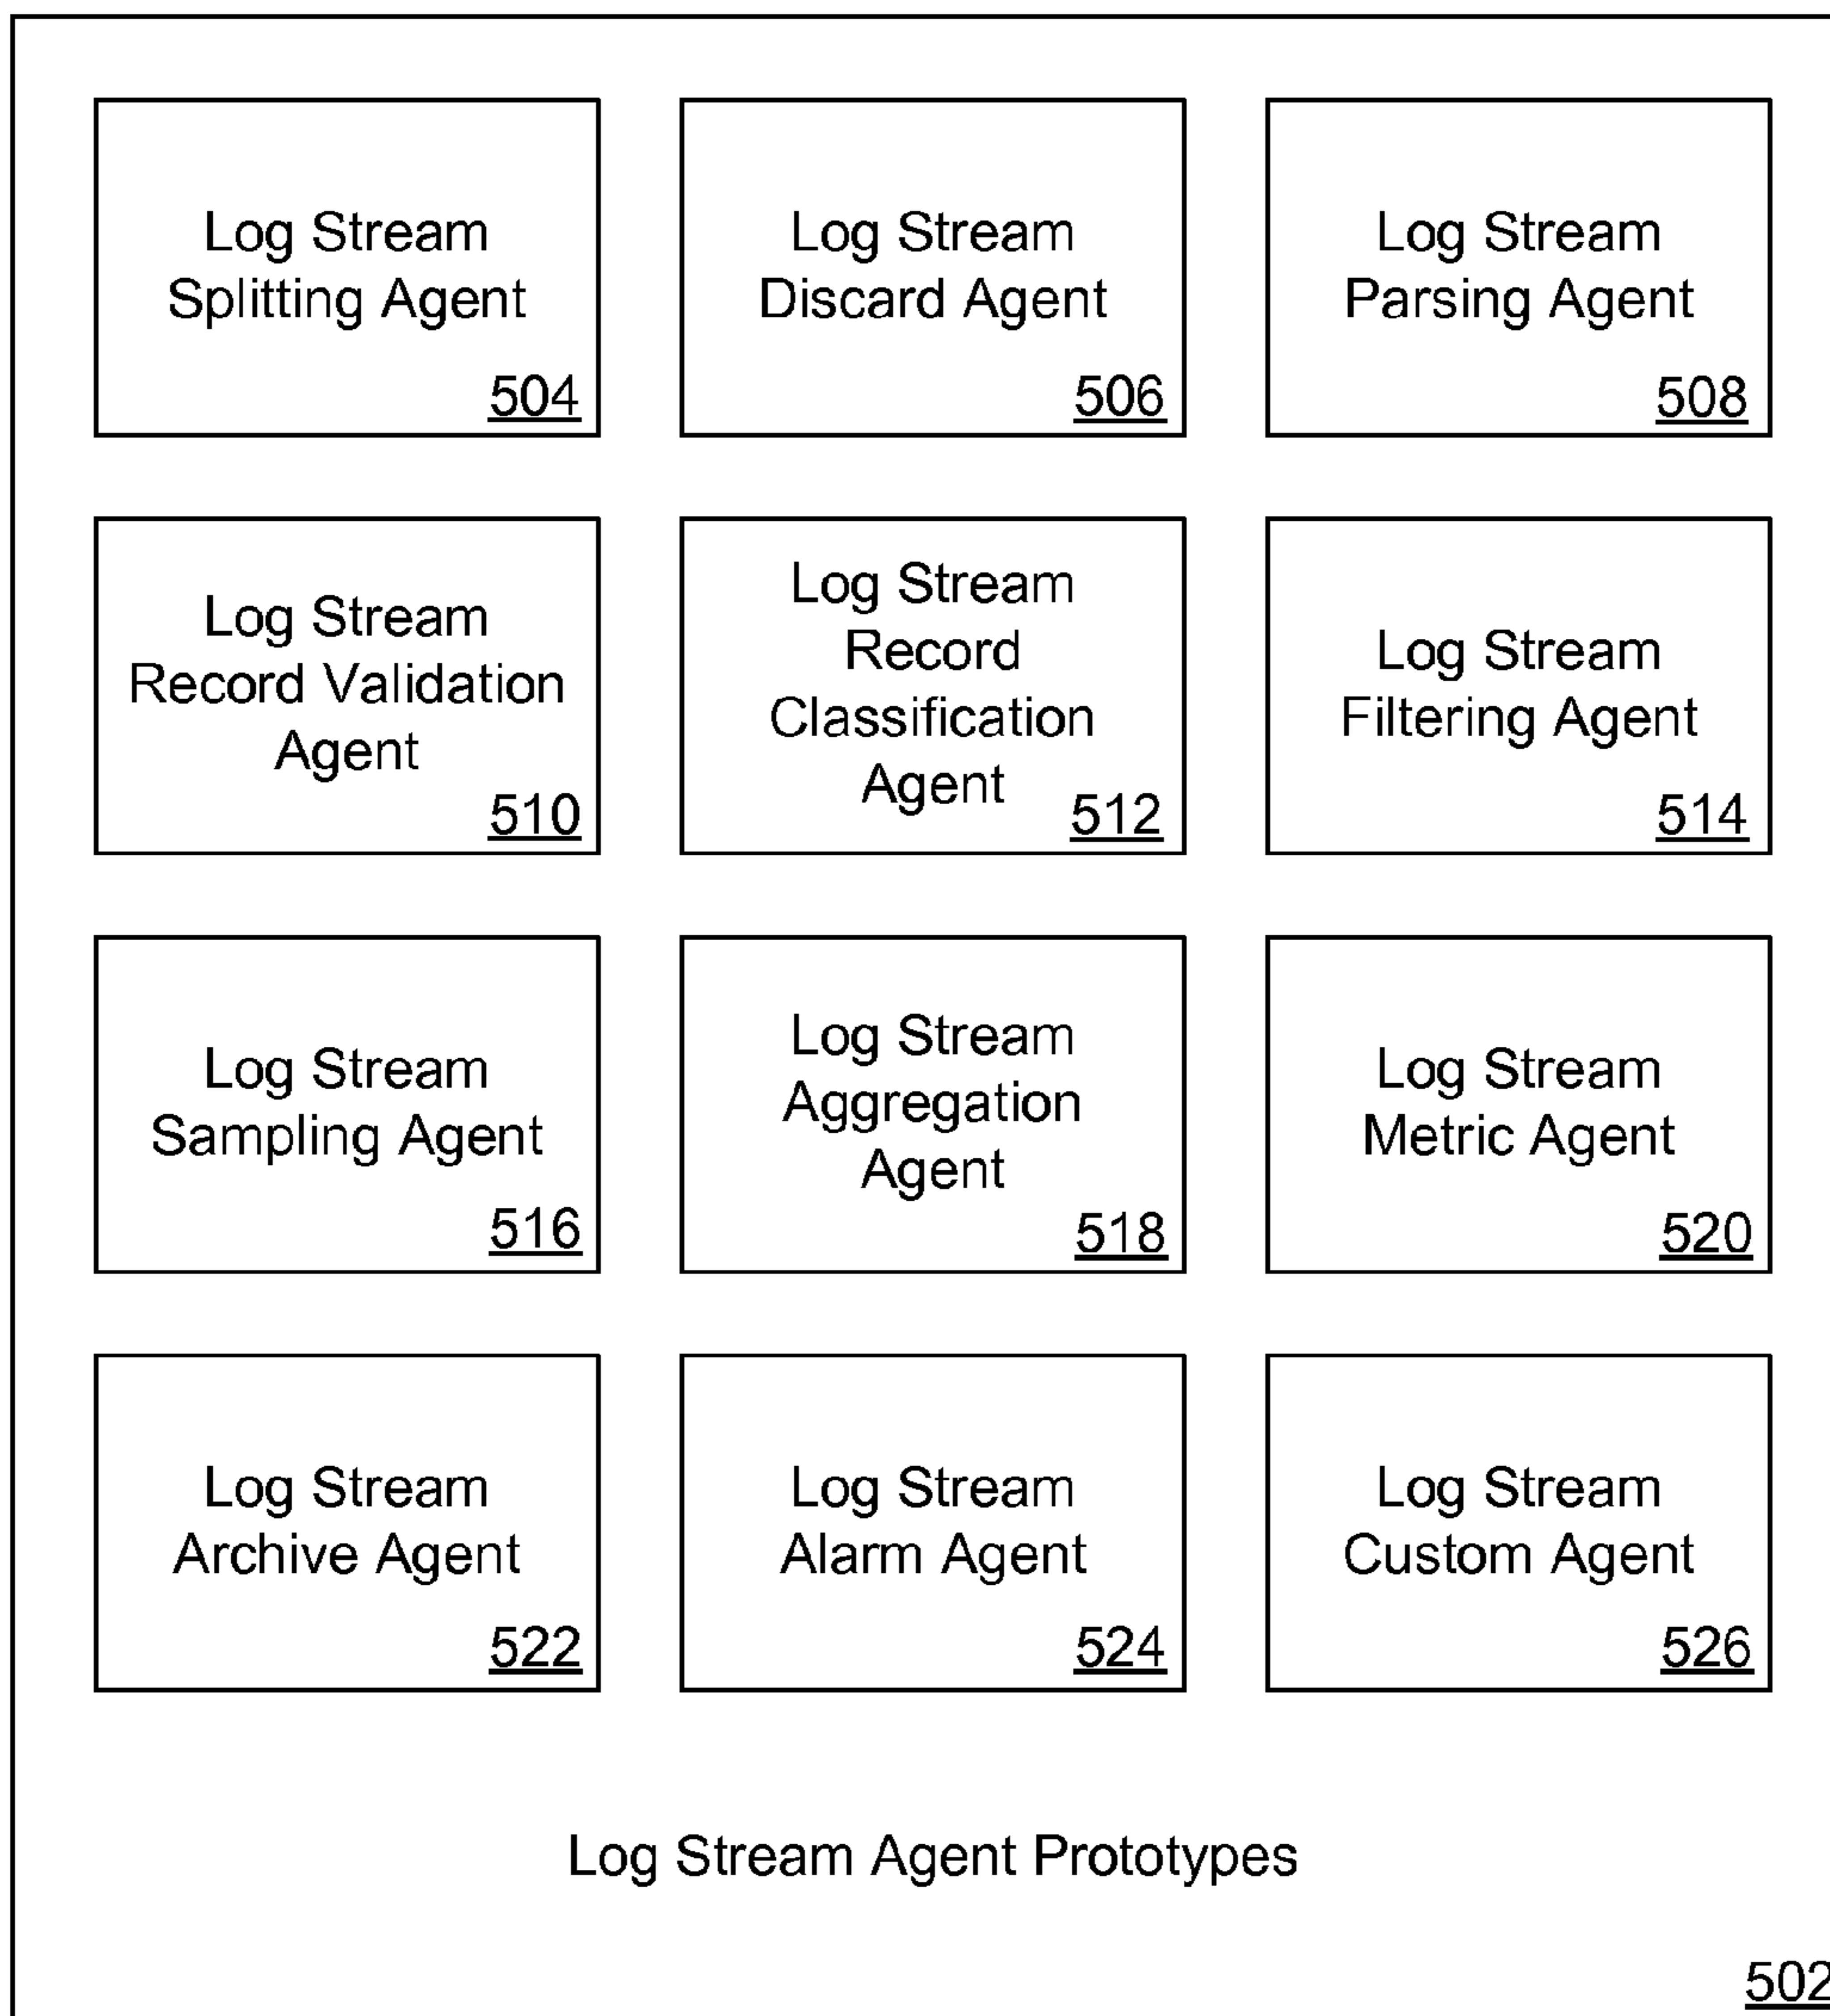 Log Stream
Splitting Agent
504
Log Stream
Discard Agent
506
Log Stream
Parsing Agent
508
Log Stream
Record Validation
Agent
510
Log Stream
Record
Classification
Agent
512
Log Stream
Filtering Agent
514
Log Stream
Sampling Agent
516
Log Stream
Aggregation
Agent
518
Log Stream
Metric Agent
520
Log Stream
Archive Agent
522
Log Stream
Alarm Agent
524
Log Stream
Custom Agent
526
Log Stream Agent Prototypes
502